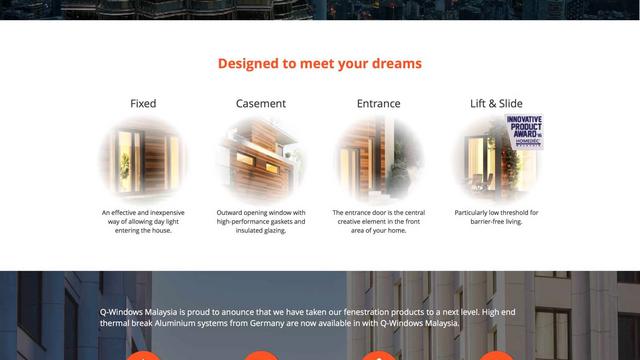 Designed to meet your dreams
Fixed
Casement
Entrance
Lift & Slide
INNOVATIVE
PRODUCT
AWARD
HOMEDEC
An effective and inexpensive
way of allowing day light
entering the house.
Outward opening window with
high-performance gaskets and
insulated glazing.
The entrance door is the central
creative element in the front
area of your home.
Particularly low threshold for
barrier-free living.
Q-Windows Malaysia is proud to anounce that we have taken our fenestration products to a next level. High end
thermal break Aluminium systems from Germany are now available in with Q-Windows Malaysia.